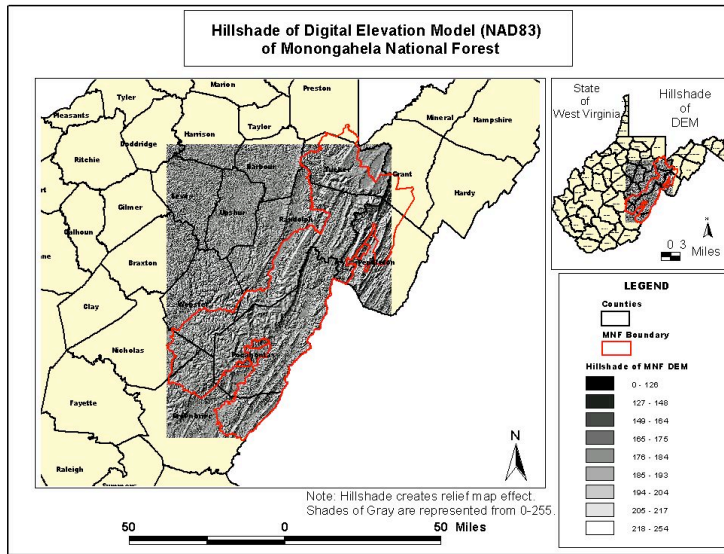 Hillshade of Digital Elevation Model (NAD83)
of Monongahela National Forest
Marion
Preston
Tyler
Pleasants
Mineral
Hampshire
Taylor
Harrison
Doddridge
Ritchie
Barbour
Tucker
Grant
Hardy
Lewis
Gilmer
Upshur
Randolph
Calhoun
Braxton
Pendleton
Clay
Webster
Nicholas
Pocahontas
Fayette
Greenbrier
Raleigh
N
Note: Hillshade creates relief map effect.
Shades of Gray are represented from 0-255.
50 0 50 Miles
State
of
West Virginia
Hillshade
of
DEM
N
0 3
Miles
LEGEND
Counties
MNF Boundary
Hillshade of MNF DEM
0 - 126
127 - 148
149 - 164
165 - 175
176 - 184
185 - 193
194 - 204
205 - 217
218 - 254